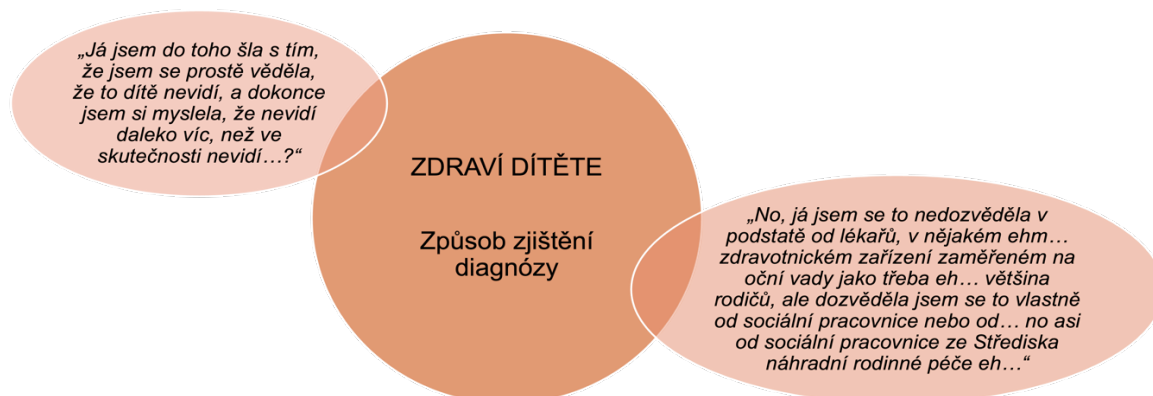 „Já jsem do toho šla s tím,
že jsem se prostě věděla,
že to dítě nevidí, a dokonce
jsem si myslela, že nevidí
daleko víc, než ve
skutečnosti nevidí…?“
ZDRAVÍ DÍTĚTE
Způsob zjištění
diagnózy
„No, já jsem se to nedozvěděla v
podstatě od lékařů, v nějakém ehm…
zdravotnickém zařízení zaměřeném na
oční vady jako třeba eh… většina
rodičů, ale dozvěděla jsem se to vlastně
od sociální pracovnice nebo od… no asi
od sociální pracovnice ze Střediska
náhradní rodinné péče eh…“